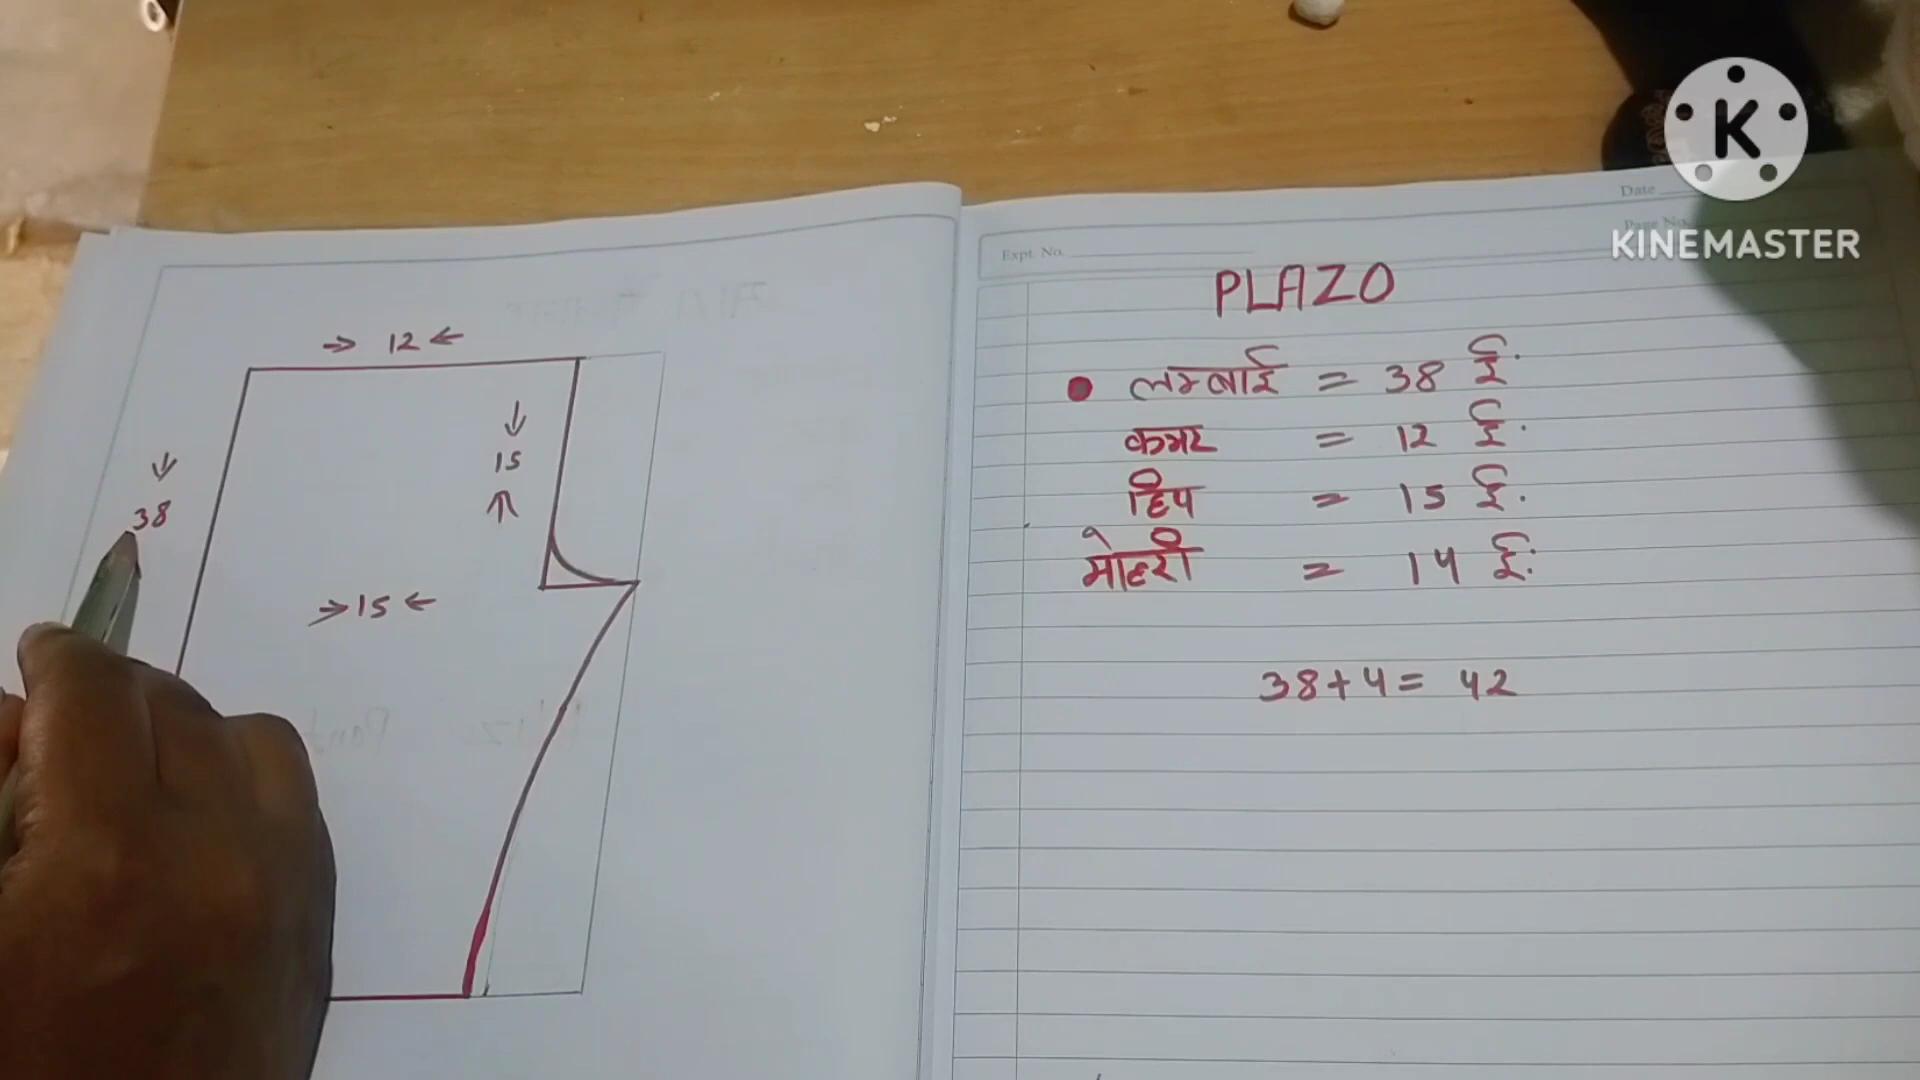 → 12 ←
↓
15
↑
↓
38
→ 15 ←
KINEMASTER
Date
Expt. No.
PLAZO
• लम्बाई = 38 इं.
कमर = 12 इं.
हिप = 15 इं.
मोहरी = 14 इं.
38+4= 42